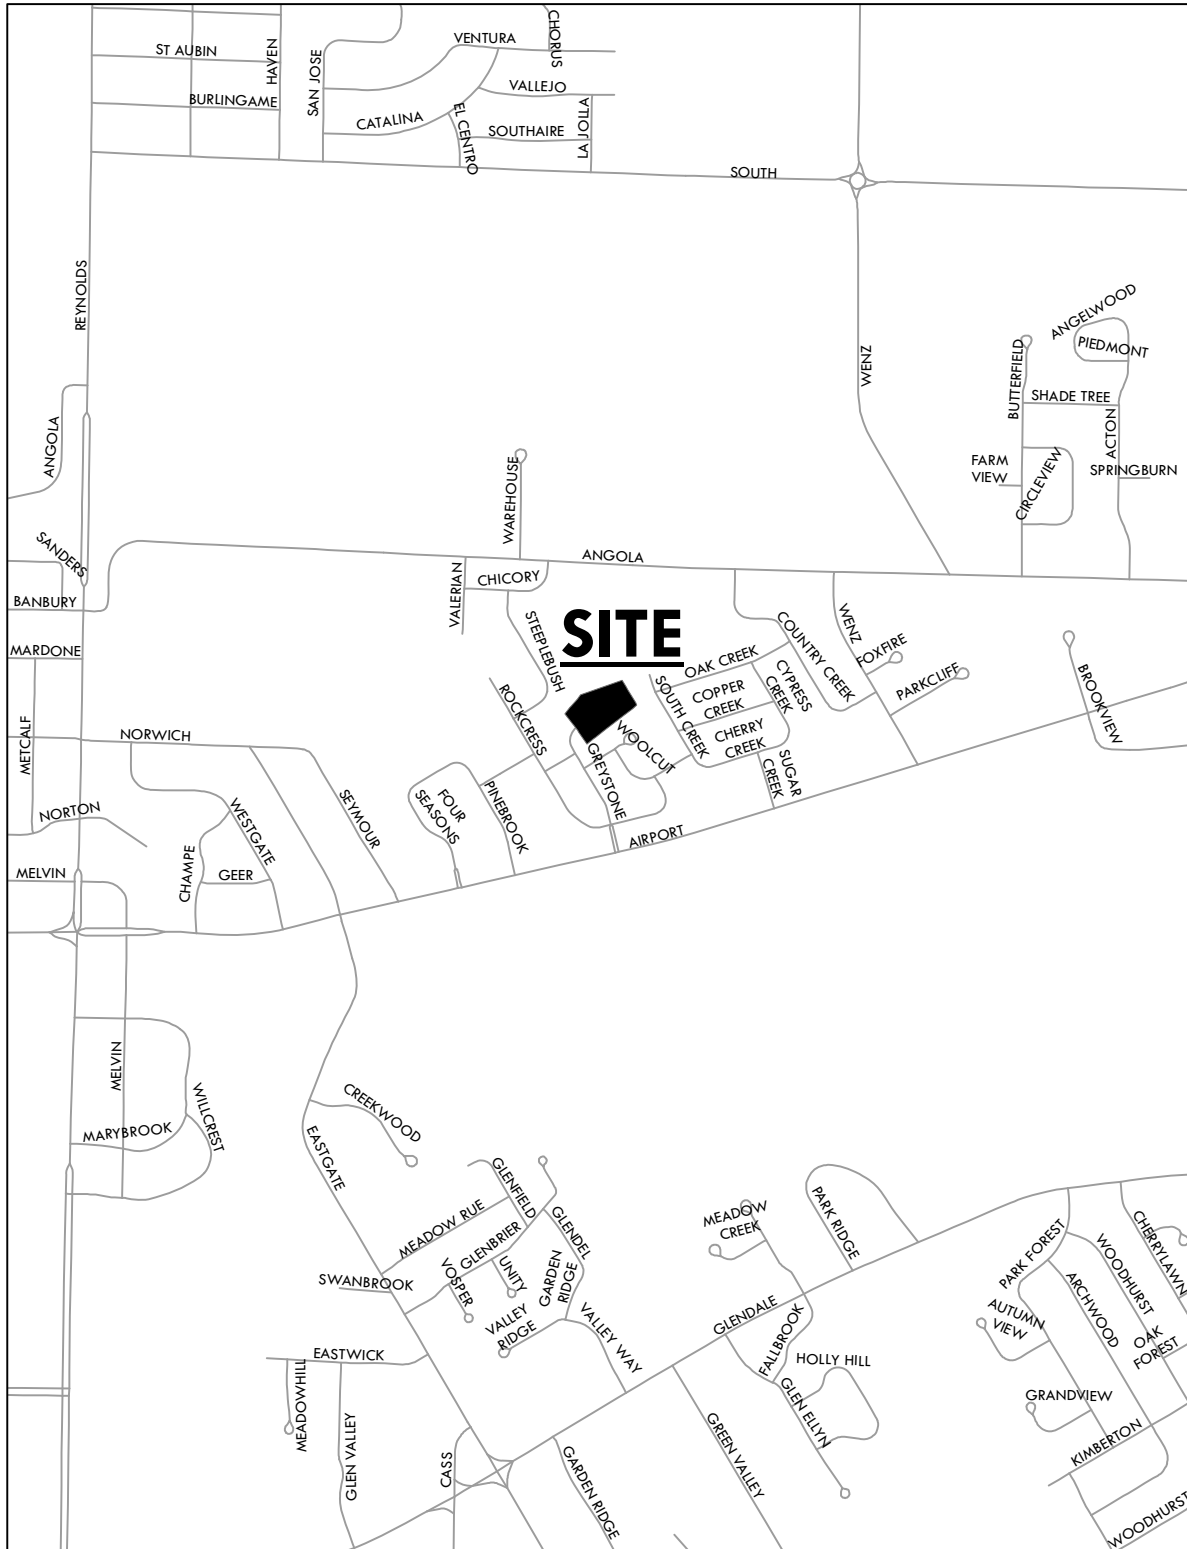 CHORUS
VENTURA
ST AUBIN
HAVEN
SAN JOSE
VALLEJO
BURLINGAME
CATALINA
EL CENTRO
SOUTHAIRE
LA JOLLA
SOUTH
REYNOLDS
ANGELWOOD
PIEDMONT
WENZ
BUTTERFIELD
SHADE TREE
ACTON
ANGOLA
FARM
VIEW
CIRCLEVIEW
SPRINGBURN
WAREHOUSE
SANDERS
ANGOLA
BANBURY
VALERIAN
CHICORY
STEEPLEBUSH
SITE
WENZ
COUNTRY CREEK
FOXFIRE
MARDONE
OAK CREEK
PARKCLIFF
BROOKVIEW
ROCKCRESS
SOUTH CREEK
COPPER
CREEK
CYPRESS
CREEK
METCALF
NORWICH
WOOLCUT
CHERRY
CREEK
GREYSTONE
SUGAR
CREEK
SEYMOUR
FOUR
SEASONS
PINEBROOK
NORTON
WESTGATE
AIRPORT
MELVIN
CHAMPE
GEER
MELVIN
WILLCREST
MARYBROOK
CREEKWOOD
EASTGATE
GLENFIELD
MEADOW RUE
GLENBRIER
GLENDEL
MEADOW
CREEK
PARK RIDGE
PARK FOREST
WOODHURST
CHERRYLAWN
SWANBROOK
VOSPER
UNITY
GARDEN
RIDGE
VALLEY
RIDGE
VALLEY WAY
GLENDALE
FALLBROOK
AUTUMN
VIEW
ARCHWOOD
OAK
FOREST
EASTWICK
HOLLY HILL
MEADOWHILL
GLEN ELLYN
GRANDVIEW
GLEN VALLEY
CASS
GARDEN RIDGE
GREEN VALLEY
KIMBERTON
WOODHURST